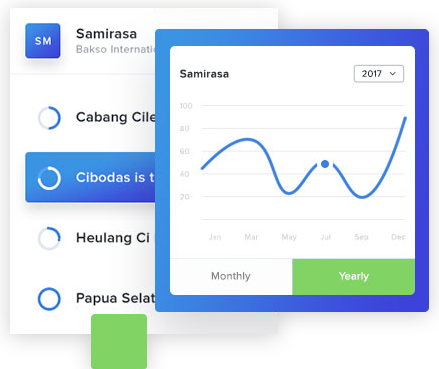 SM
Samirasa
Bakso Internatio
Cabang Cile
Cibodas is t
Heulang Ci
Papua Selat
Samirasa
2017
100
80
60
40
20
Jan Mar May Jul Sep Dec
Monthly Yearly